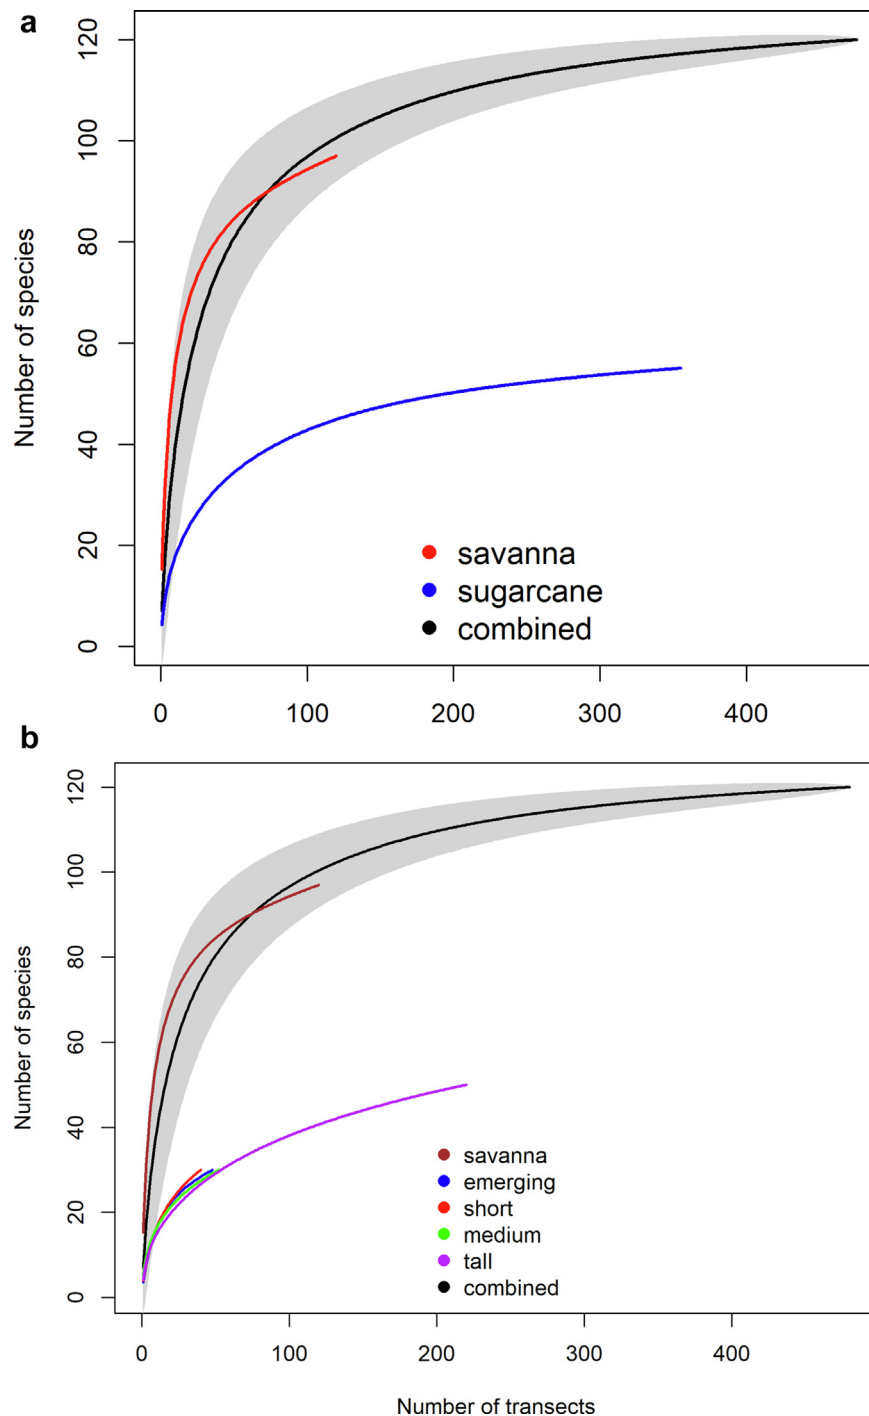 a
120
100
80
60
40
20
0
Number of species
savanna
sugarcane
combined
0 100 200 300 400
b
120
100
80
60
40
20
0
Number of species
savanna
emerging
short
medium
tall
combined
0 100 200 300 400
Number of transects